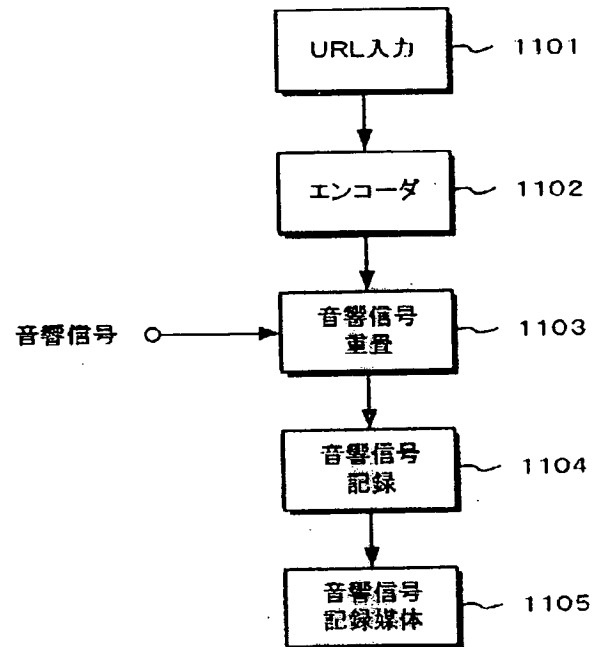 URL入力
1101
エンコーダ
1102
音響信号
音響信号
重畳
1103
音響信号
記録
1104
音響信号
記録媒体
1105